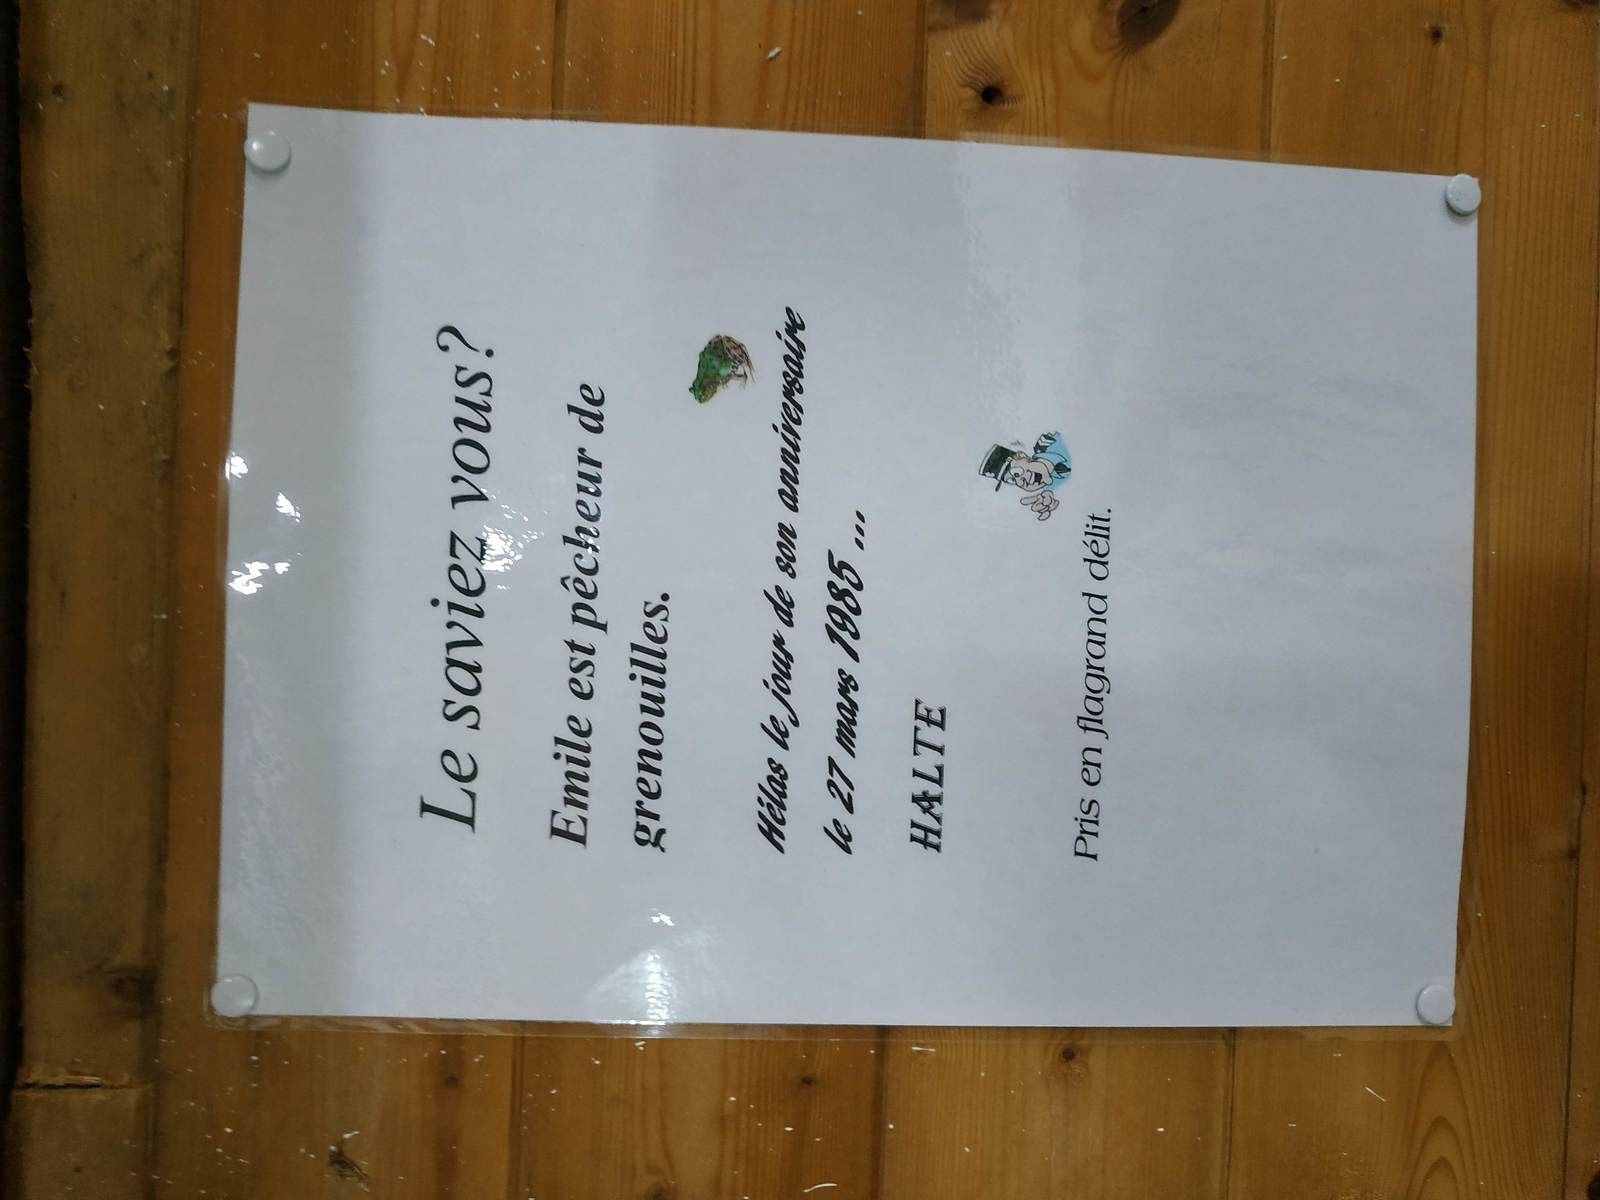 Le saviez vous?
Emile est pêcheur de
grenouilles.
Hélas le jour de son anniversaire
le 27 mars 1985 ...
HALTE
Pris en flagrand délit.